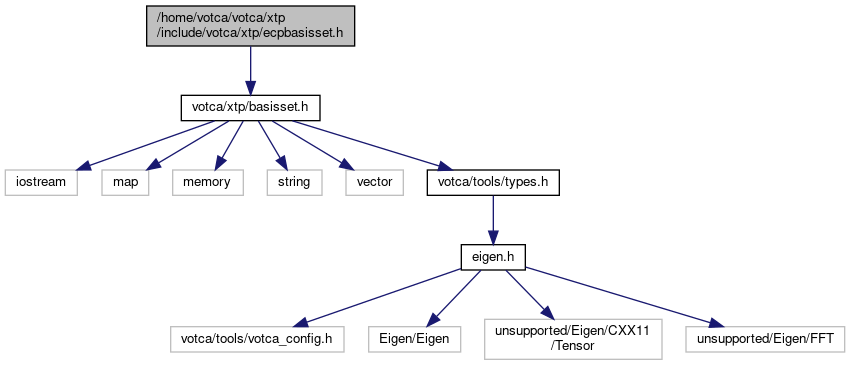 /home/votca/votca/xtp
/include/votca/xtp/ecpbasisset.h
votca/xtp/basisset.h
iostream
map
memory
string
vector
votca/tools/types.h
eigen.h
votca/tools/votca_config.h
Eigen/Eigen
unsupported/Eigen/CXX11
/Tensor
unsupported/Eigen/FFT